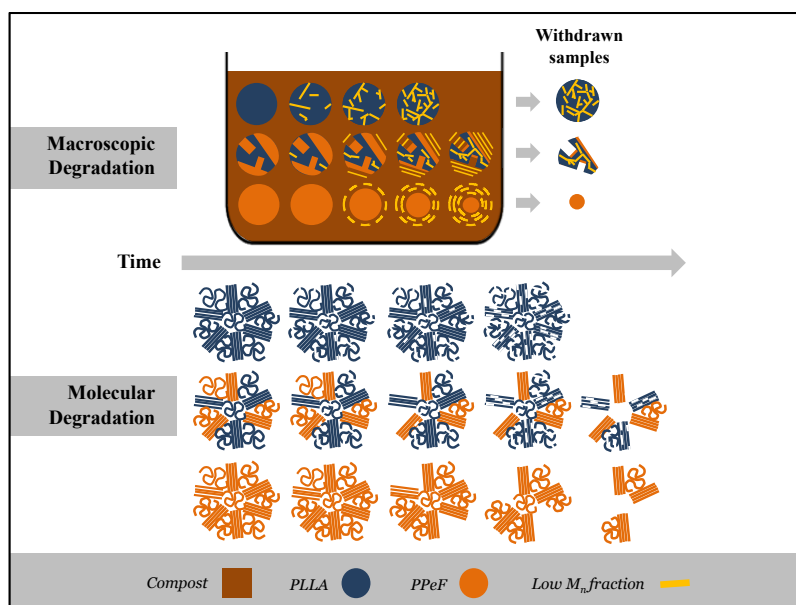 Withdrawn
samples
Macroscopic
Degradation
Time
Molecular
Degradation
Compost
PLLA
PPeF
Low Mn fraction